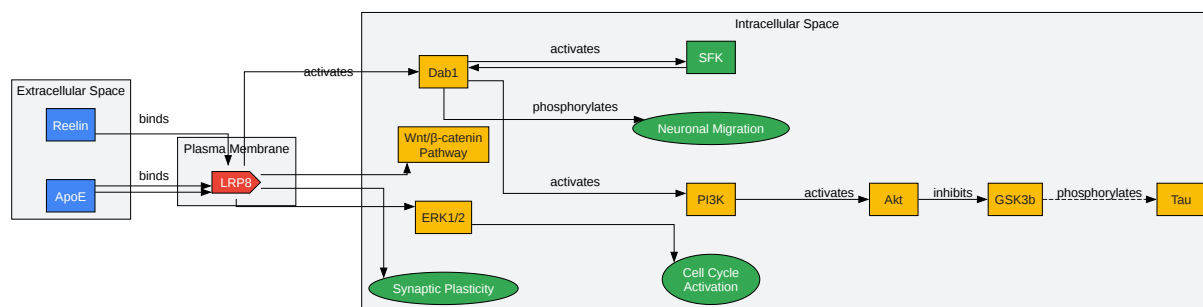 Intracellular Space
activates
SFK
Dab1
activates
Extracellular Space
phosphorylates
Reelin
binds
Neuronal Migration
Wnt/β-catenin
Pathway
Plasma Membrane
binds
LRP8
activates
activates
inhibits
phosphorylates
ApoE
PI3K
Akt
GSK3b
Tau
ERK1/2
Cell Cycle
Activation
Synaptic Plasticity